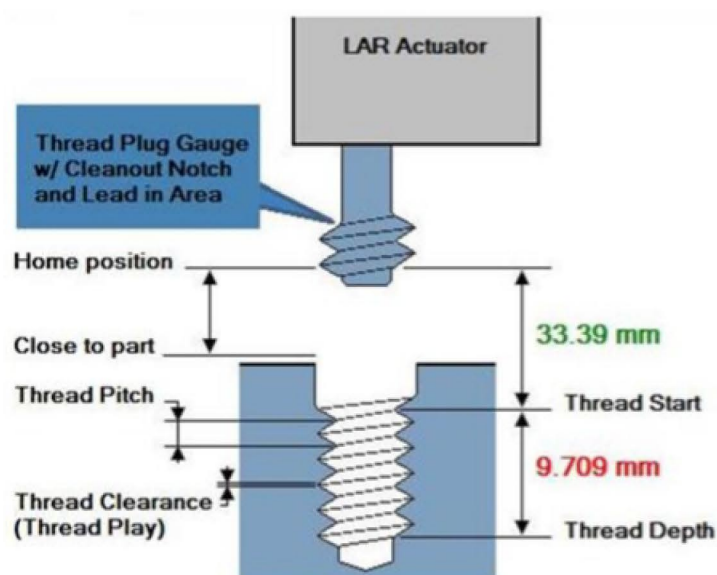 LAR Actuator
Thread Plug Gauge
w/ Cleanout Notch
and Lead in Area
Home position
33.39 mm
Close to part
Thread Pitch
Thread Start
9.709 mm
Thread Clearance
(Thread Play)
Thread Depth